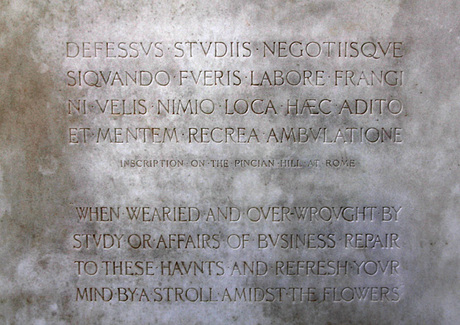 DEFESSVS · STVDIIS · NEGOTIISQVE
SIQVANDO · FVERIS · LABORE · FRANGI
NI · VELIS · NIMIO · LOCA · HÆC · ADITO
ET · MENTEM · RECREA · AMBVLATIONE
INSCRIPTION · ON · THE · PINCIAN · HILL · AT · ROME
"WHEN · WEARIED · AND · OVER-WROVGHT · BY
STVDY · OR · AFFAIRS · OF · BVSINESS · REPAIR
TO · THESE · HAVNTS · AND · REFRESH · YOVR
MIND · BY · A · STROLL · AMIDST · THE · FLOWERS